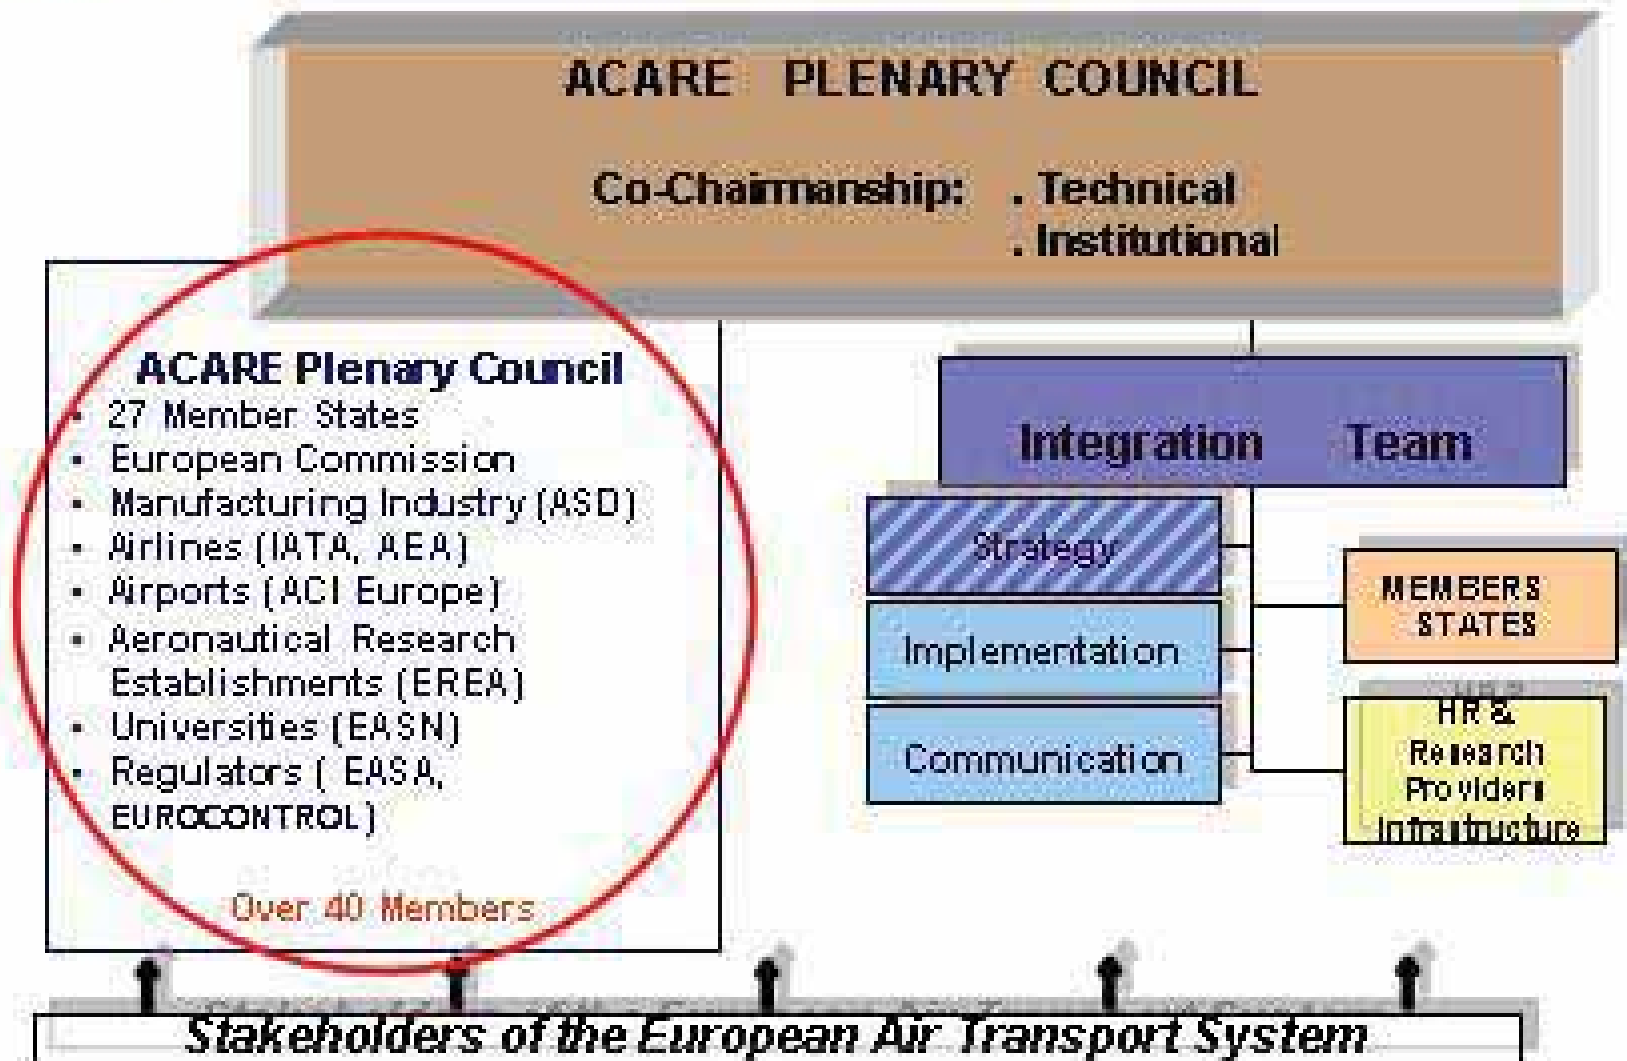 ACARE PLENARY COUNCIL
Co-Chairmanship: . Technical
. Institutional
ACARE Plenary Council
• 27 Member States
• European Commission
• Manufacturing Industry (ASD)
• Airlines (IATA, AEA)
• Airports (ACI Europe)
• Aeronautical Research
Establishments (EREA)
• Universities (EASN)
• Regulators ( EASA,
EUROCONTROL)
Over 40 Members
Integration Team
Strategy
Implementation
Communication
MEMBERS
STATES
HR &
Research
Providers
Infrastructure
Stakeholders of the European Air Transport System